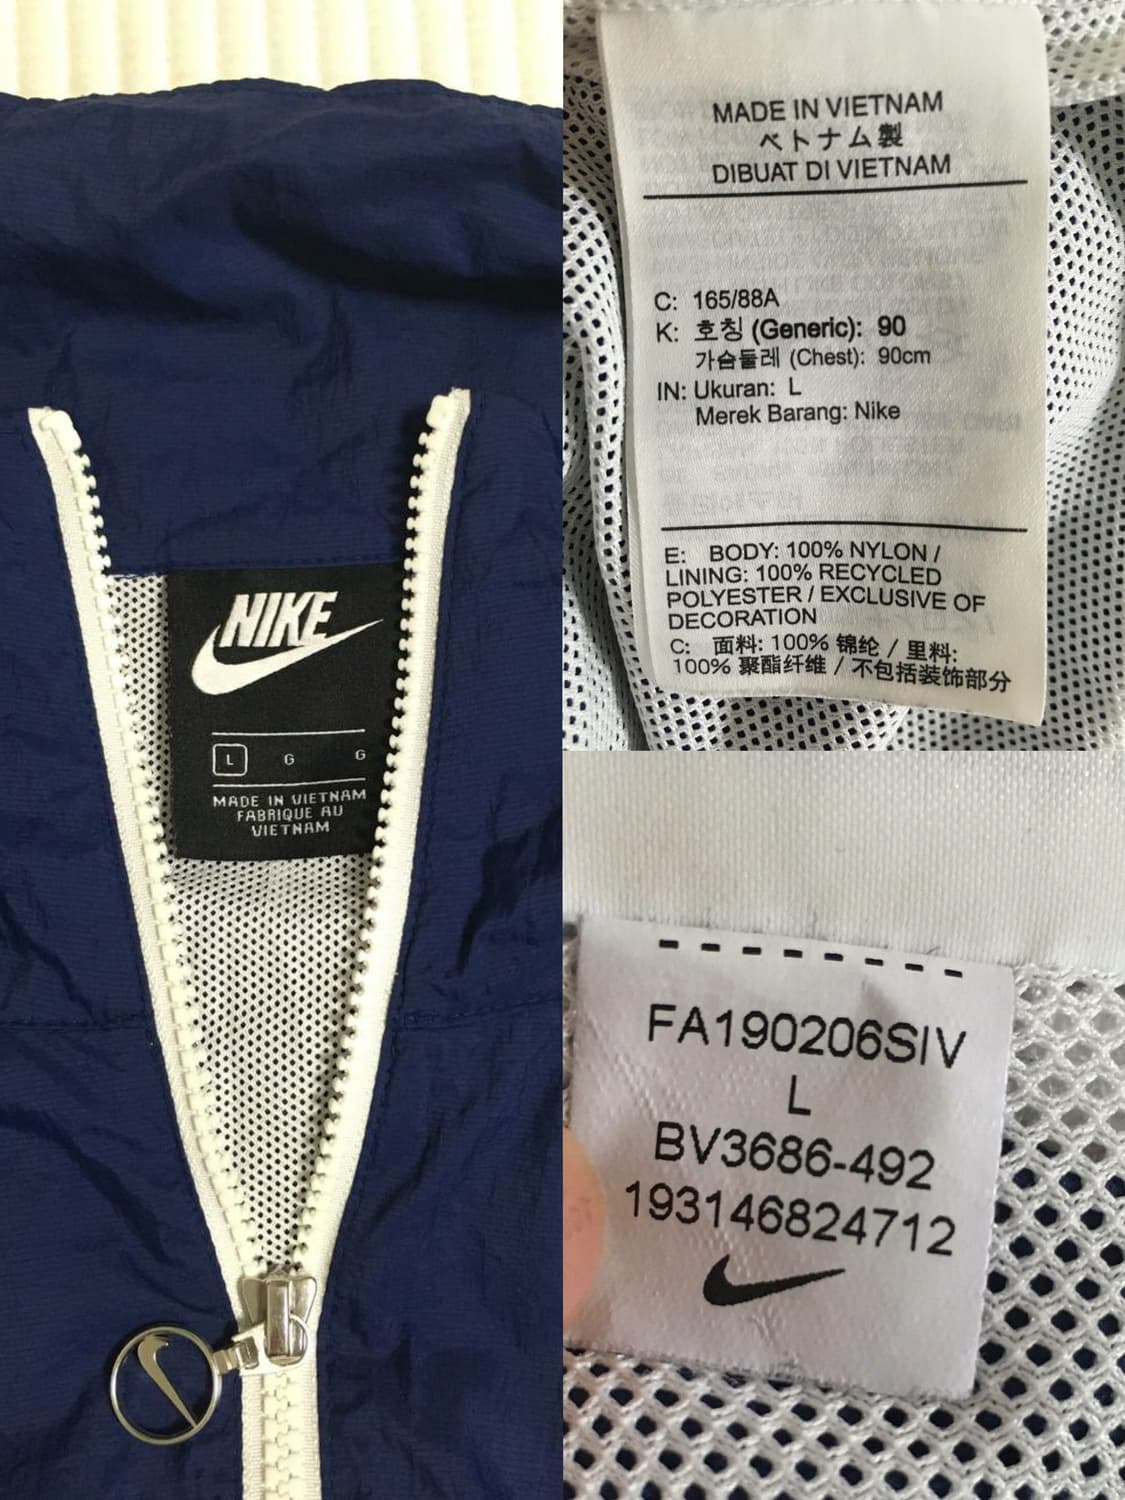 NIKE
L G G
MADE IN VIETNAM
FABRIQUE AU
VIETNAM
MADE IN VIETNAM
ベトナム製
DIBUAT DI VIETNAM
C: 165/88A
K: 호칭 (Generic): 90
가슴둘레 (Chest): 90cm
IN: Ukuran: L
Merek Barang: Nike
E: BODY: 100% NYLON /
LINING: 100% RECYCLED
POLYESTER / EXCLUSIVE OF
DECORATION
C: 面料: 100% 锦纶 / 里料:
100% 聚酯纤维 / 不包括装饰部分
FA190206SIV
L
BV3686-492
193146824712